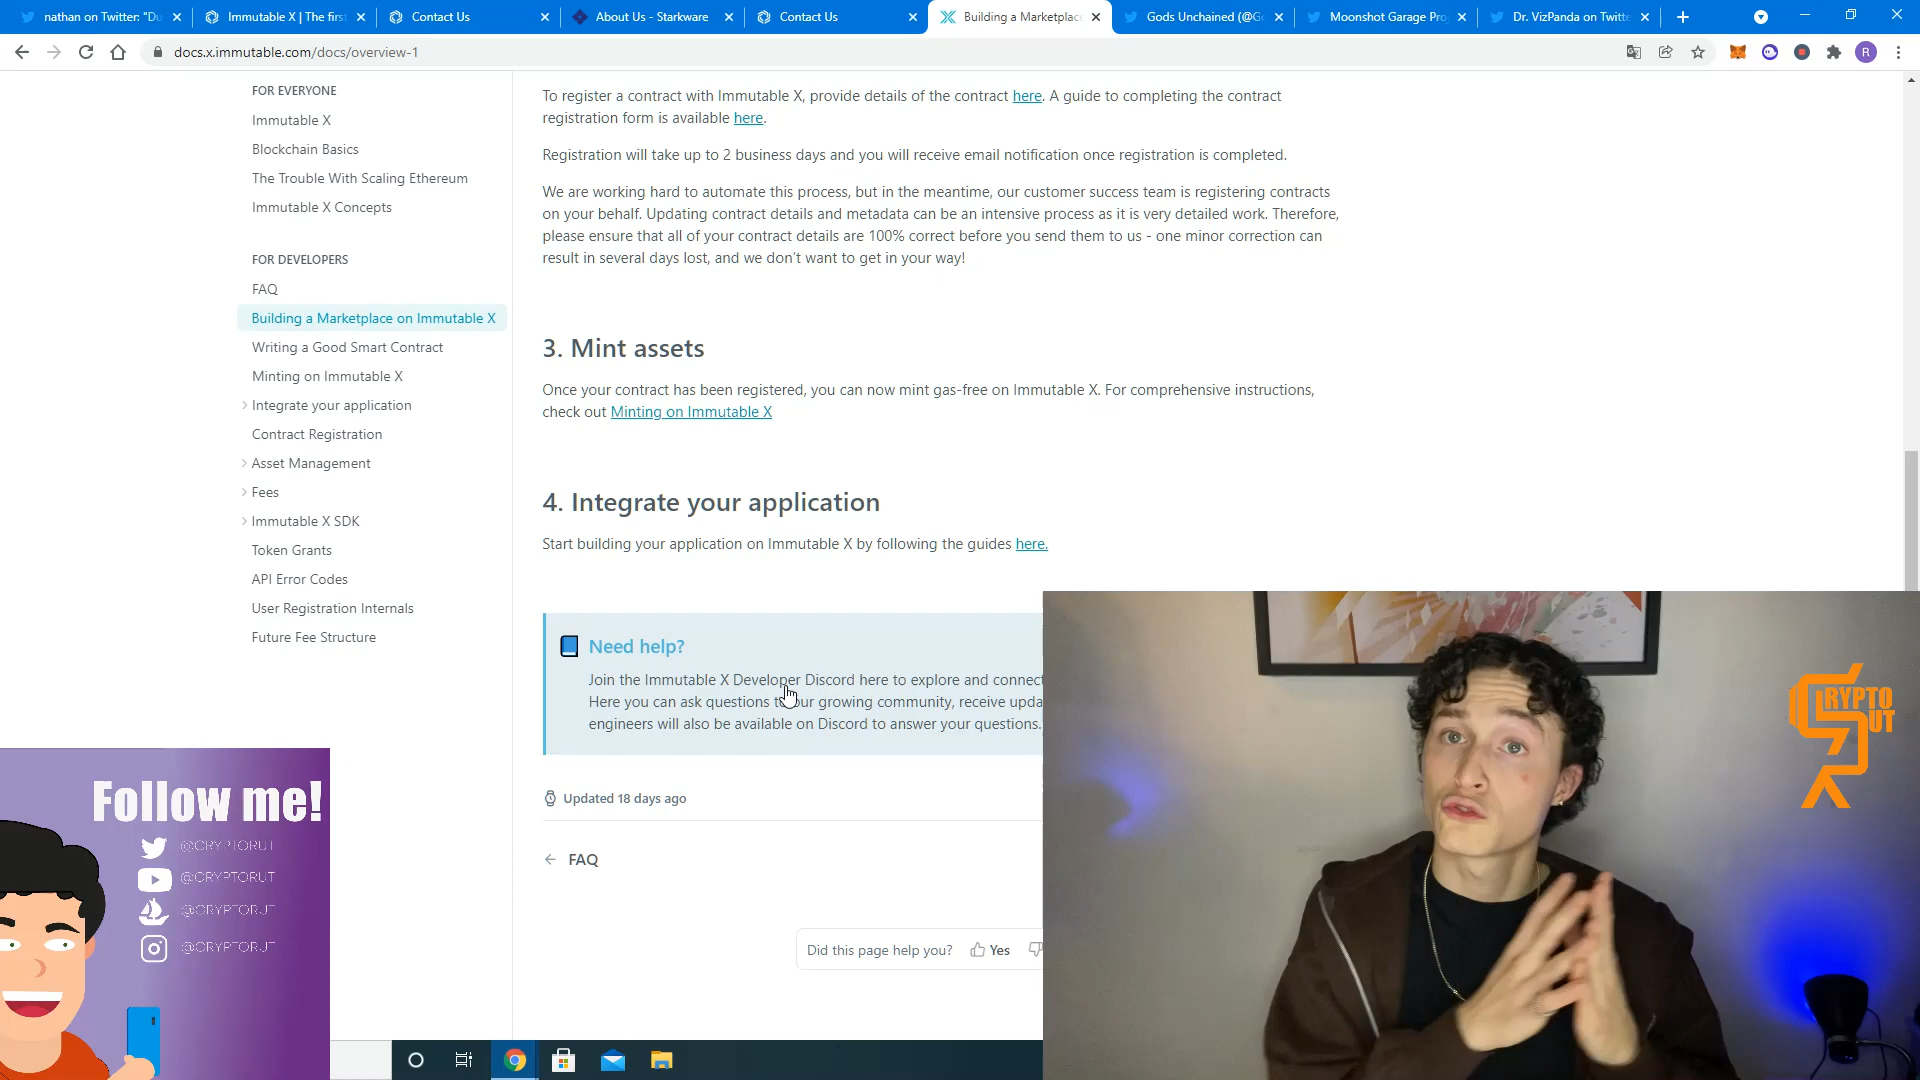 nathan on Twitter: "Du
Immutable X | The first
Contact Us
About Us - Starkware
Contact Us
Building a Marketplace
Gods Unchained (@Go
Moonshot Garage Pro
Dr. VizPanda on Twitte
docs.x.immutable.com/docs/overview-1
R
FOR EVERYONE
Immutable X
Blockchain Basics
The Trouble With Scaling Ethereum
Immutable X Concepts
FOR DEVELOPERS
FAQ
Building a Marketplace on Immutable X
Writing a Good Smart Contract
Minting on Immutable X
Integrate your application
Contract Registration
Asset Management
Fees
Immutable X SDK
Token Grants
API Error Codes
User Registration Internals
Future Fee Structure
To register a contract with Immutable X, provide details of the contract here. A guide to completing the contract
registration form is available here.
Registration will take up to 2 business days and you will receive email notification once registration is completed.
We are working hard to automate this process, but in the meantime, our customer success team is registering contracts
on your behalf. Updating contract details and metadata can be an intensive process as it is very detailed work. Therefore,
please ensure that all of your contract details are 100% correct before you send them to us - one minor correction can
result in several days lost, and we don't want to get in your way!
3. Mint assets
Once your contract has been registered, you can now mint gas-free on Immutable X. For comprehensive instructions,
check out Minting on Immutable X
4. Integrate your application
Start building your application on Immutable X by following the guides here.
Need help?
Join the Immutable X Developer Discord here to explore and connect
Here you can ask questions to our growing community, receive upda
engineers will also be available on Discord to answer your questions.
Updated 18 days ago
FAQ
Did this page help you? Yes
Follow me!
@CRYPTORUT
@CRYPTORUT
@CRYPTORUT
@CRYPTORUT
CRYPTO
RUT